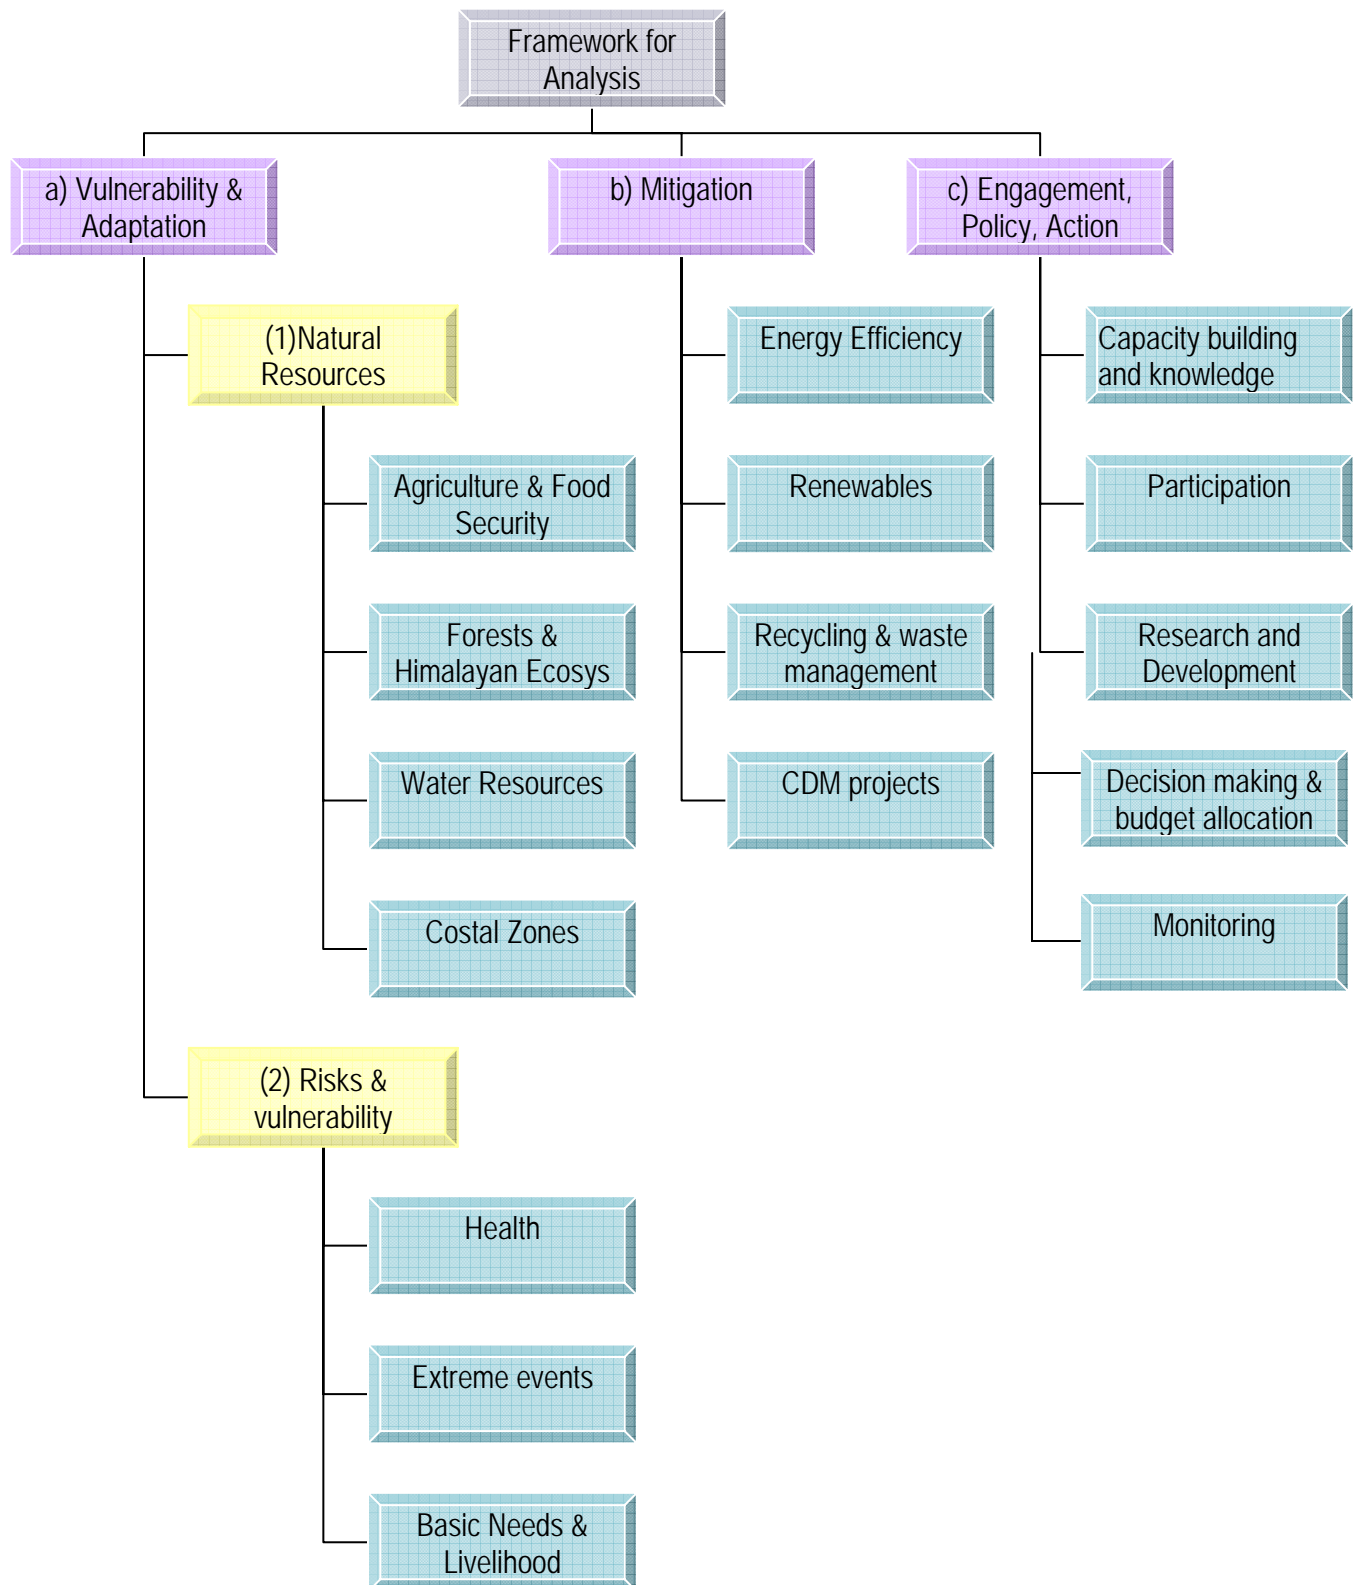 Framework for
Analysis
a) Vulnerability &
Adaptation
b) Mitigation
c) Engagement,
Policy, Action
(1)Natural
Resources
Agriculture & Food
Security
Forests &
Himalayan Ecosys
Water Resources
Costal Zones
(2) Risks &
vulnerability
Health
Extreme events
Basic Needs &
Livelihood
Energy Efficiency
Renewables
Recycling & waste
management
CDM projects
Capacity building
and knowledge
Participation
Research and
Development
Decision making &
budget allocation
Monitoring